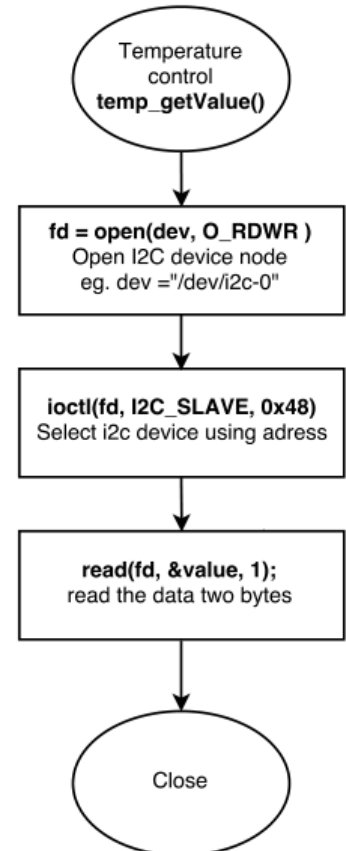 Temperature
control
temp_getValue()
fd = open(dev, O_RDWR )
Open I2C device node
eg. dev ="/dev/i2c-0"
ioctl(fd, I2C_SLAVE, 0x48)
Select i2c device using adress
read(fd, &value, 1);
read the data two bytes
Close